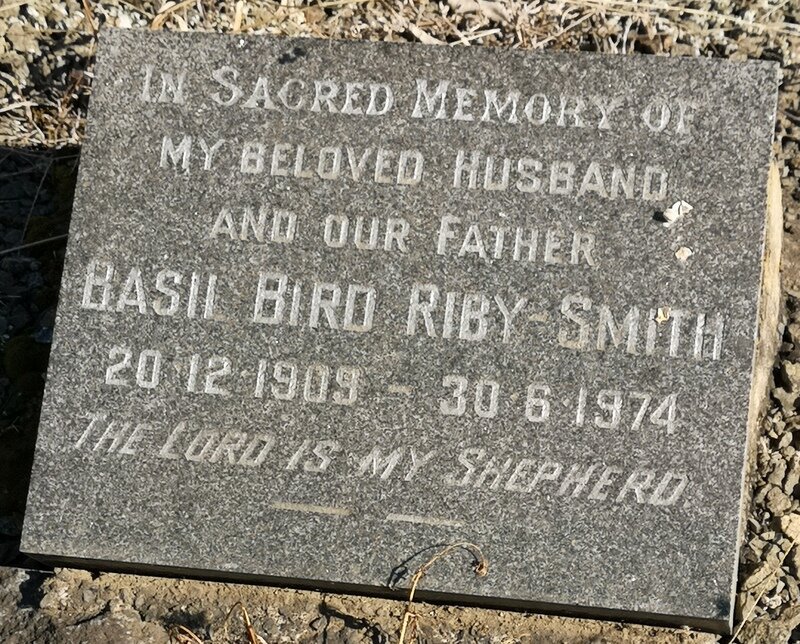 In Sacred Memory of
My Beloved Husband
and our Father
Basil Bird Riby-Smith
20·12·1909 - 30·6·1974
The Lord is my Shepherd